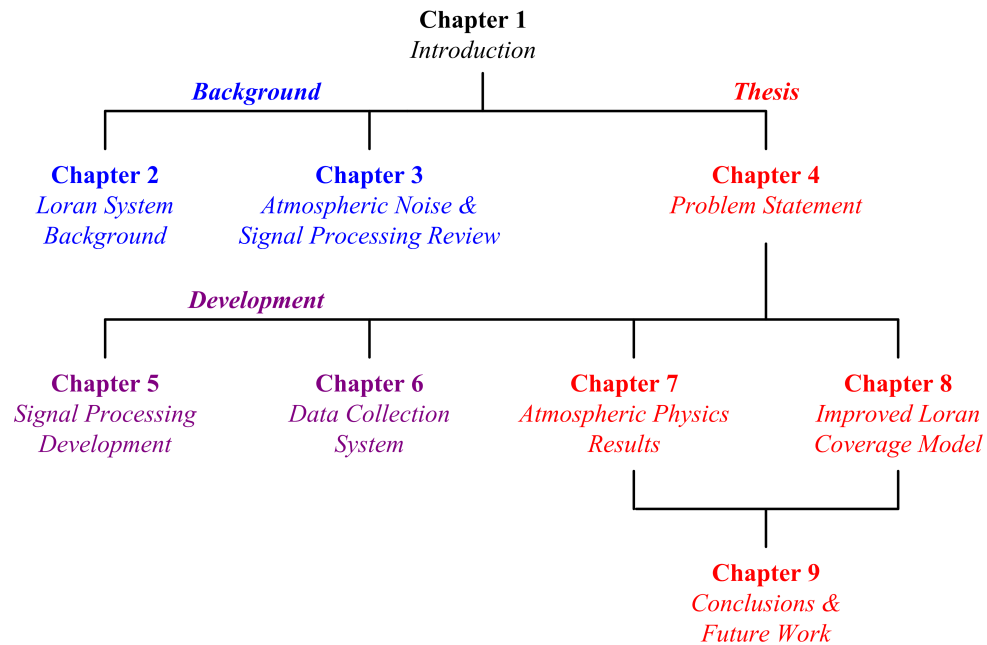 Chapter 1
Introduction
Background
Thesis
Chapter 2
Loran System
Background
Chapter 3
Atmospheric Noise &
Signal Processing Review
Chapter 4
Problem Statement
Development
Chapter 5
Signal Processing
Development
Chapter 6
Data Collection
System
Chapter 7
Atmospheric Physics
Results
Chapter 8
Improved Loran
Coverage Model
Chapter 9
Conclusions &
Future Work